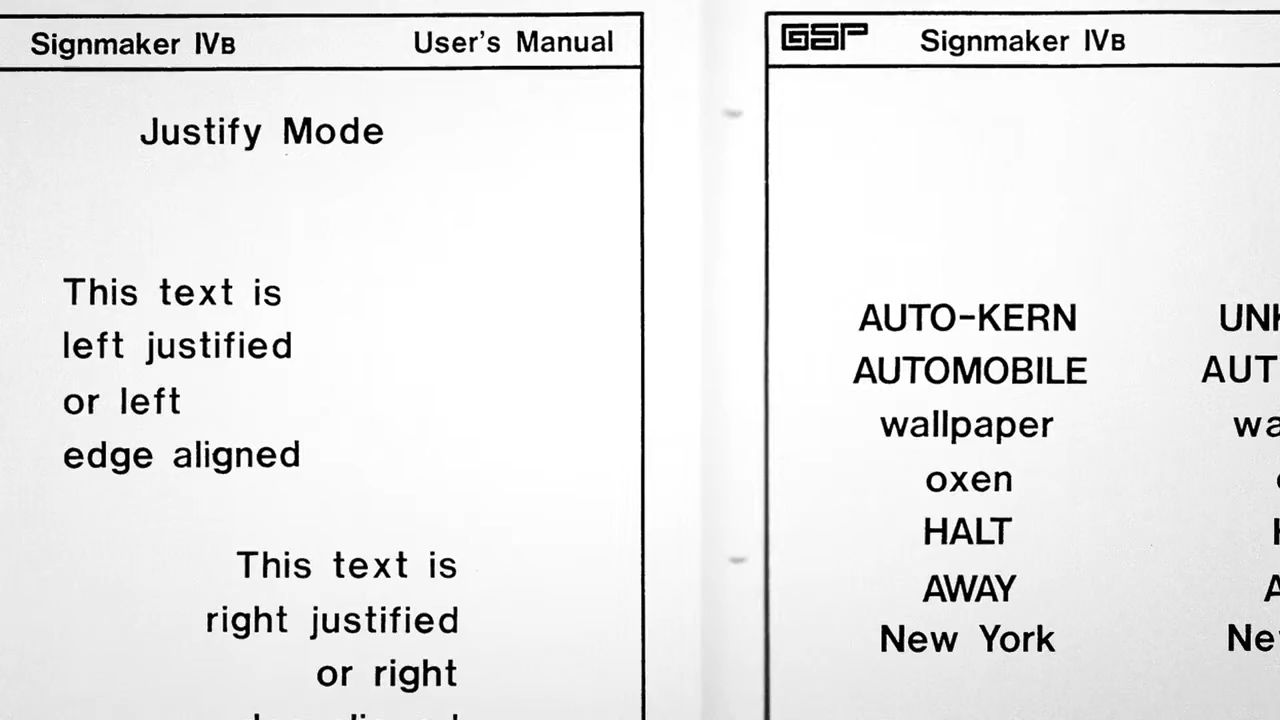 Signmaker IVB User's Manual
Justify Mode
This text is
left justified
or left
edge aligned
This text is
right justified
or right
GSP Signmaker IVB
AUTO-KERN
AUTOMOBILE
wallpaper
oxen
HALT
AWAY
New York